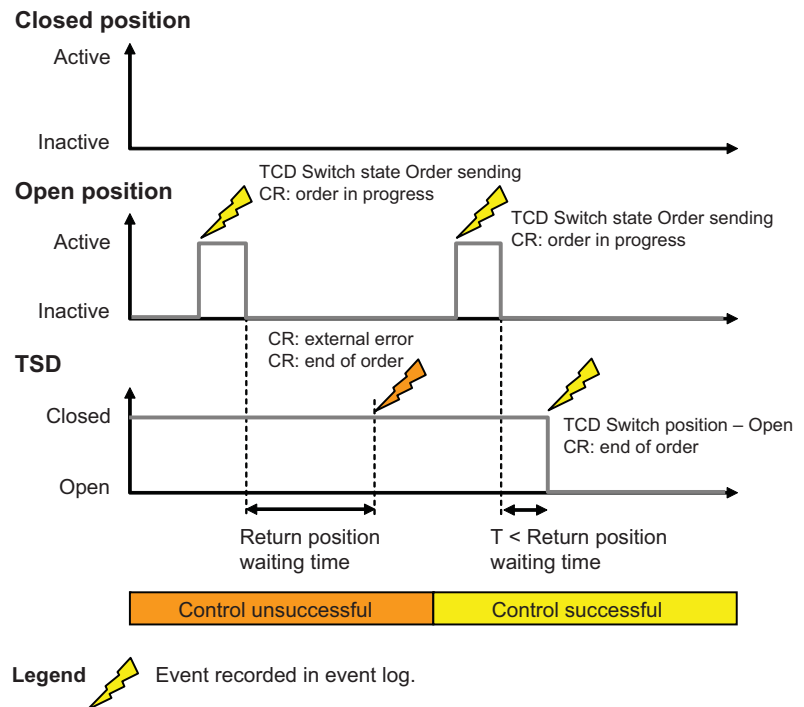 Closed position
Active
Inactive
TCD Switch state Order sending
CR: order in progress
Open position
TCD Switch state Order sending
CR: order in progress
Active
Inactive
CR: external error
CR: end of order
TSD
Closed
TCD Switch position – Open
CR: end of order
Open
Return position
waiting time
T < Return position
waiting time
Control unsuccessful
Control successful
Legend
Event recorded in event log.